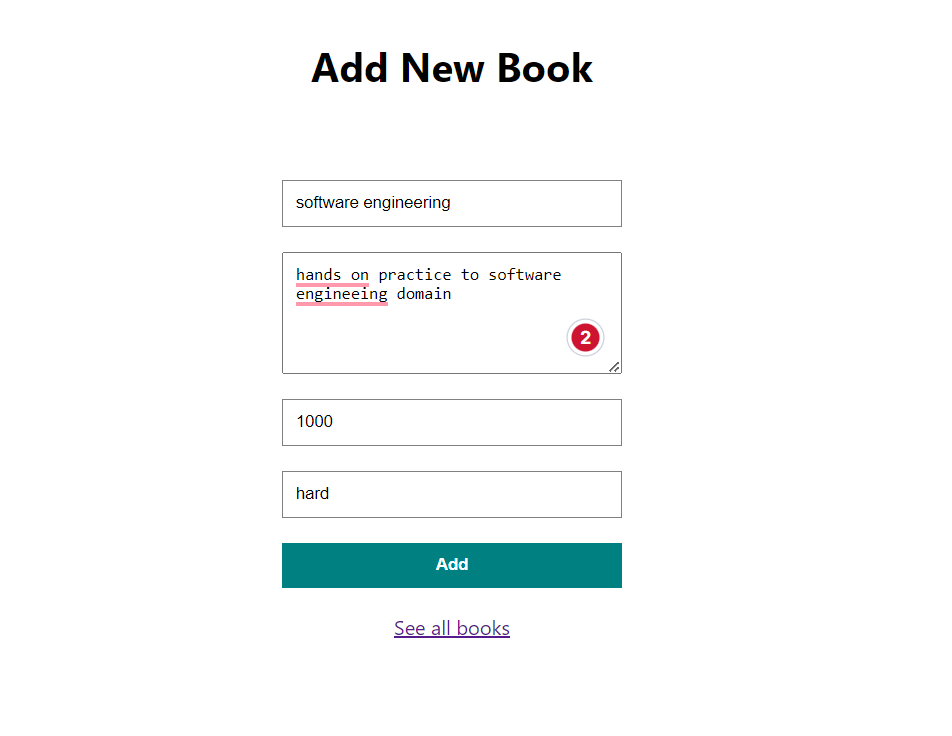 Add New Book
software engineering
hands on practice to software
engineeing domain
2
1000
hard
Add
See all books